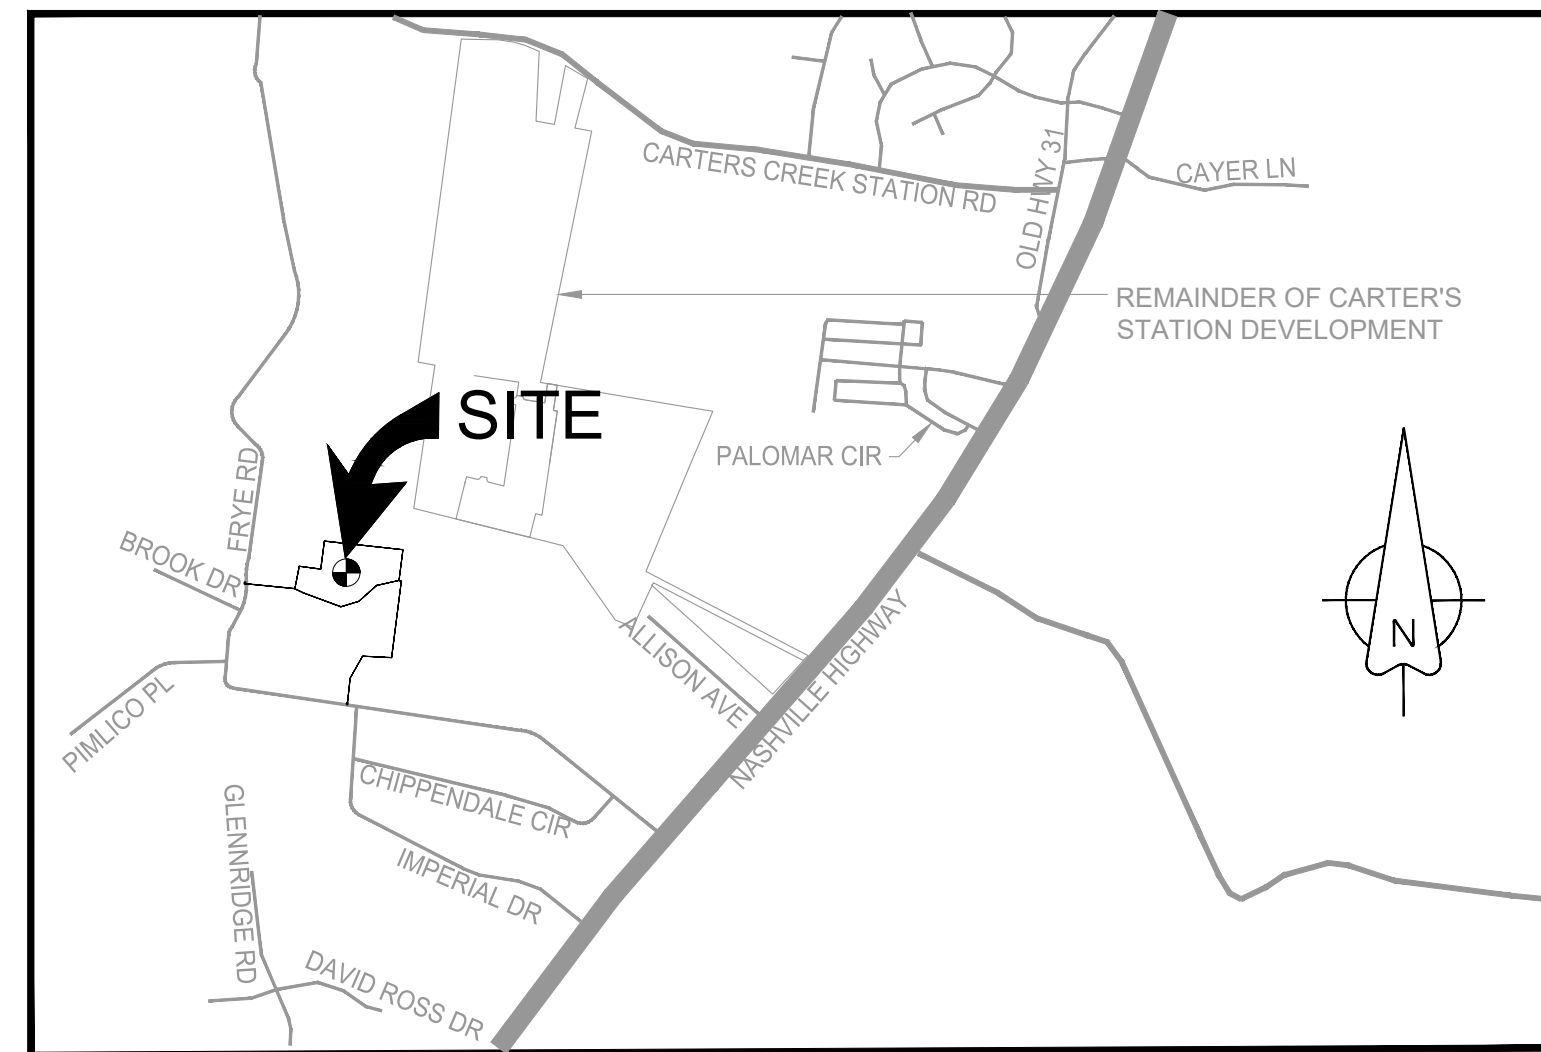 CARTERS CREEK STATION RD
OLD HWY 31
CAYER LN
REMAINDER OF CARTER'S
STATION DEVELOPMENT
SITE
PALOMAR CIR
FRYE RD
BROOK DR
N
ALLISON AVE
NASHVILLE HIGHWAY
PIMLICO PL
CHIPPENDALE CIR
GLENNRIDGE RD
IMPERIAL DR
DAVID ROSS DR